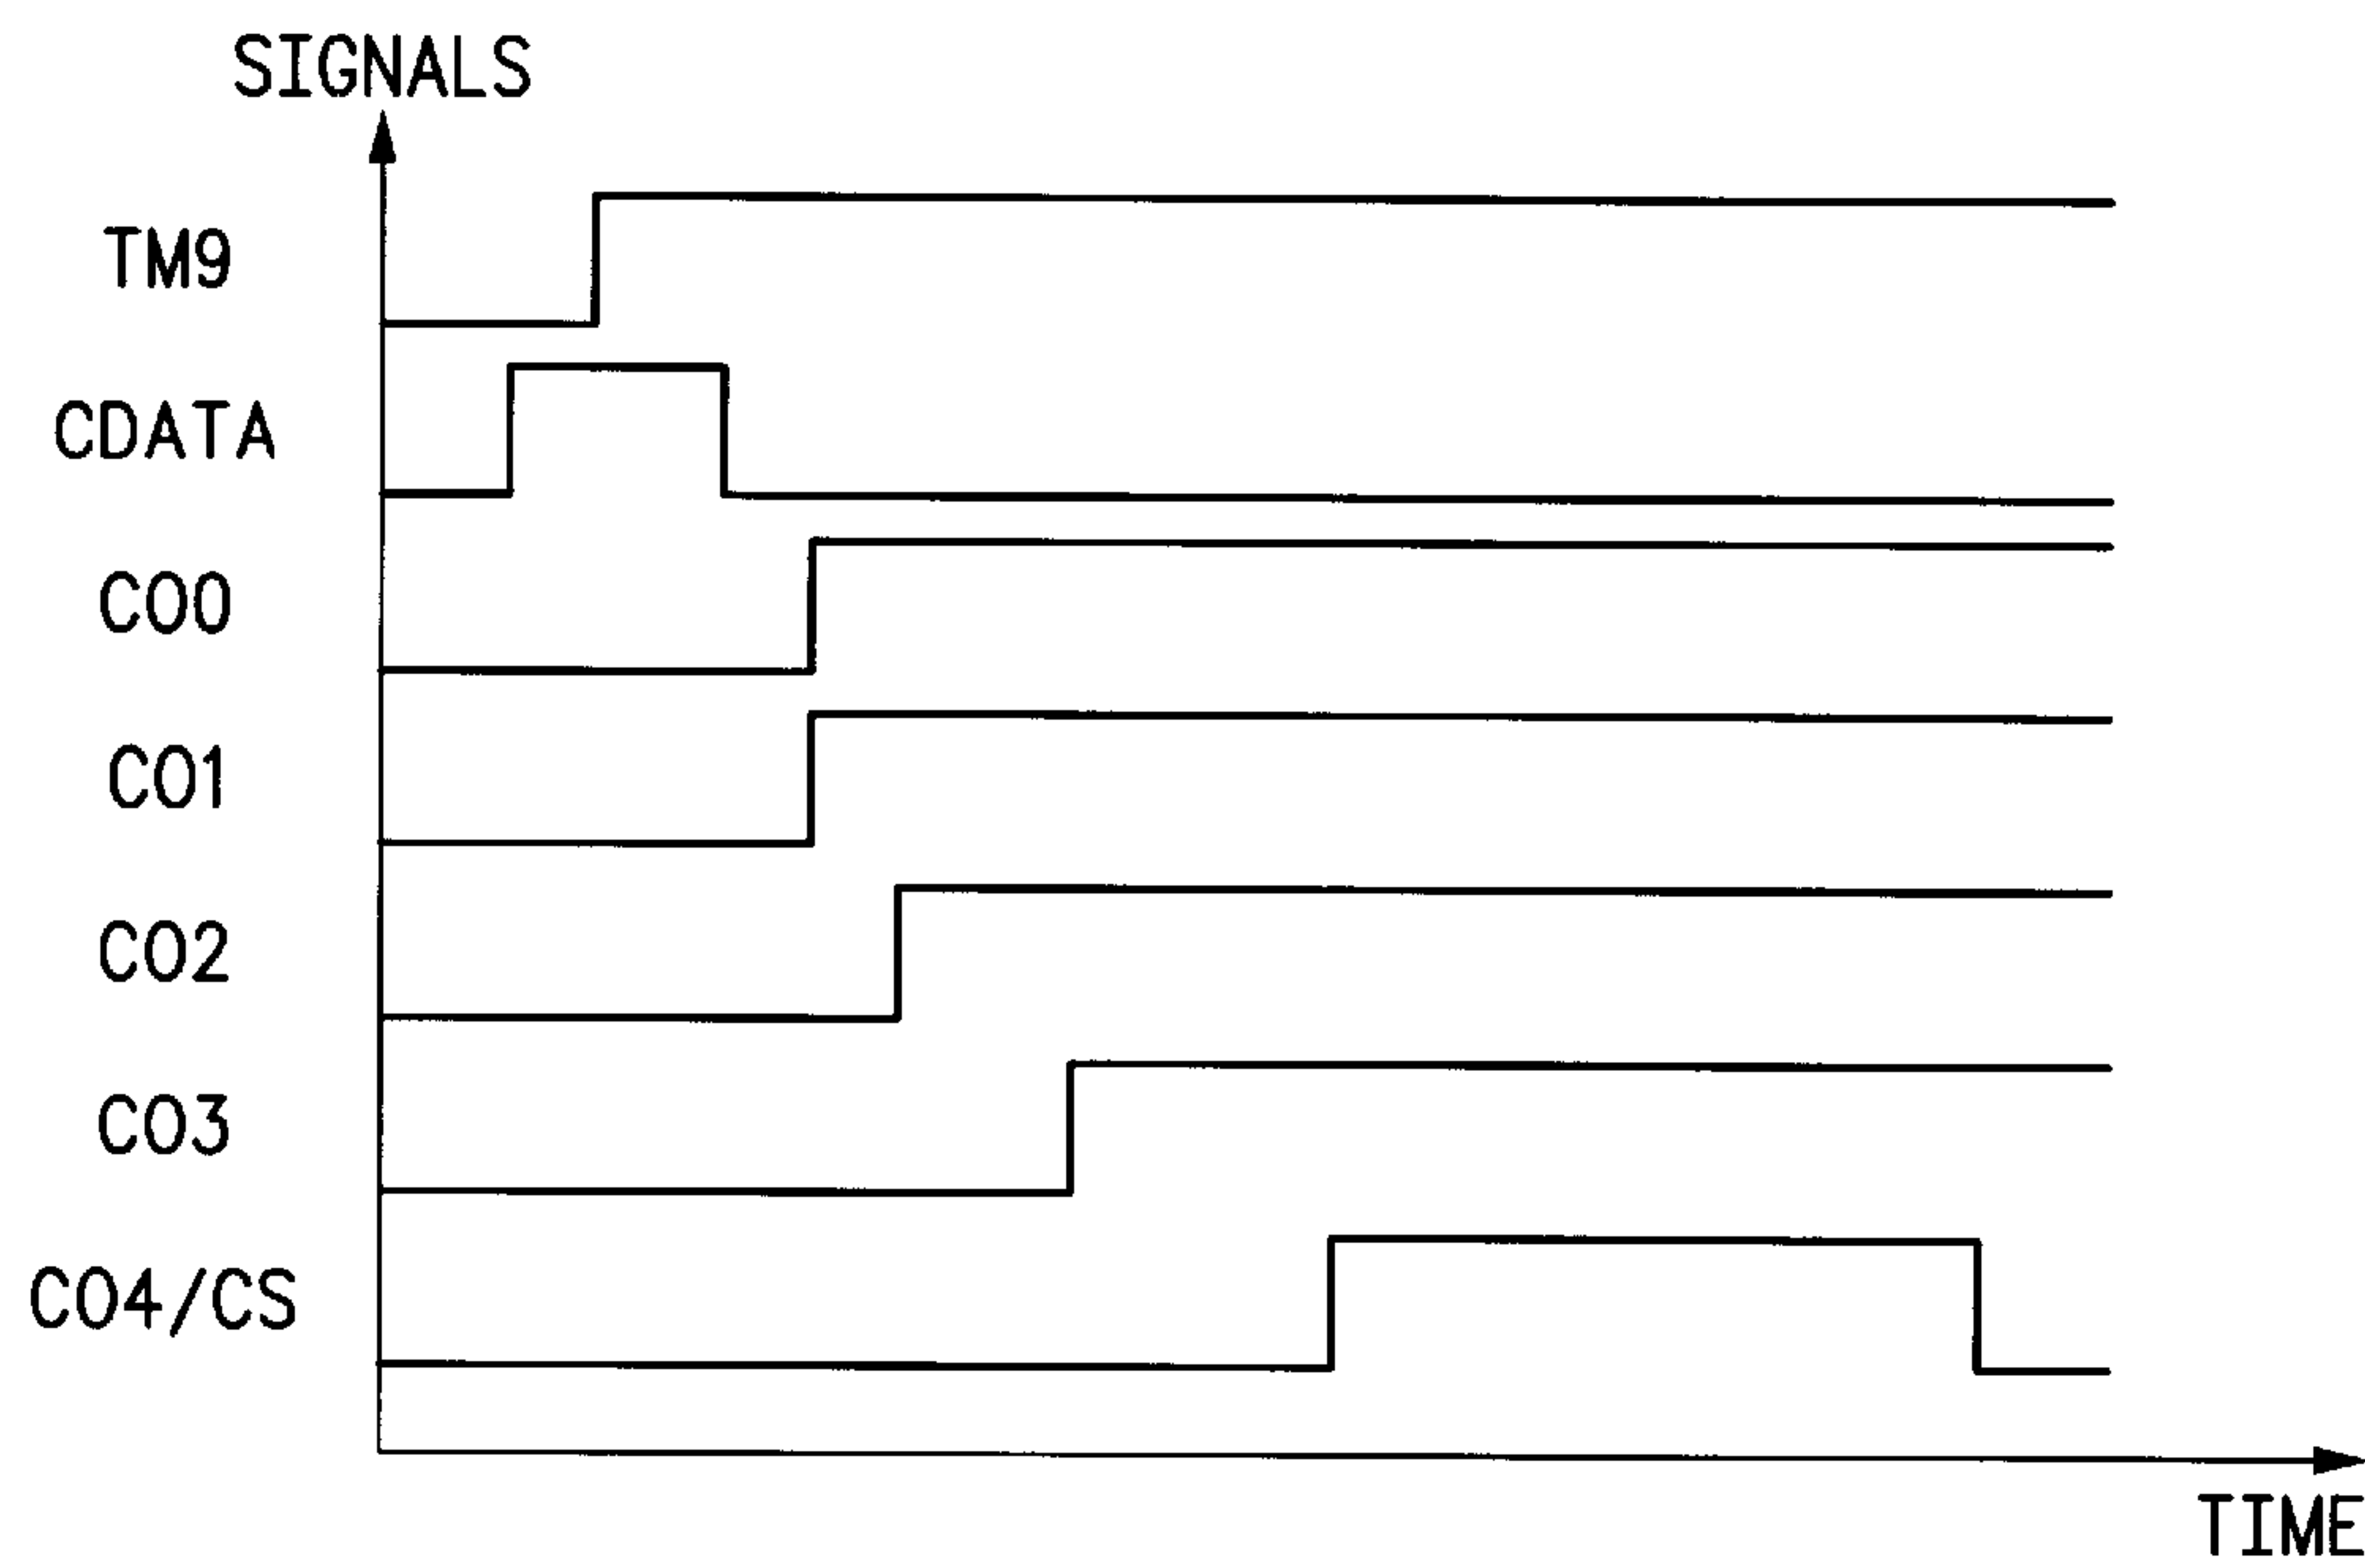 SIGNALS
TM9
CDATA
CO0
CO1
CO2
CO3
CO4/CS
TIME